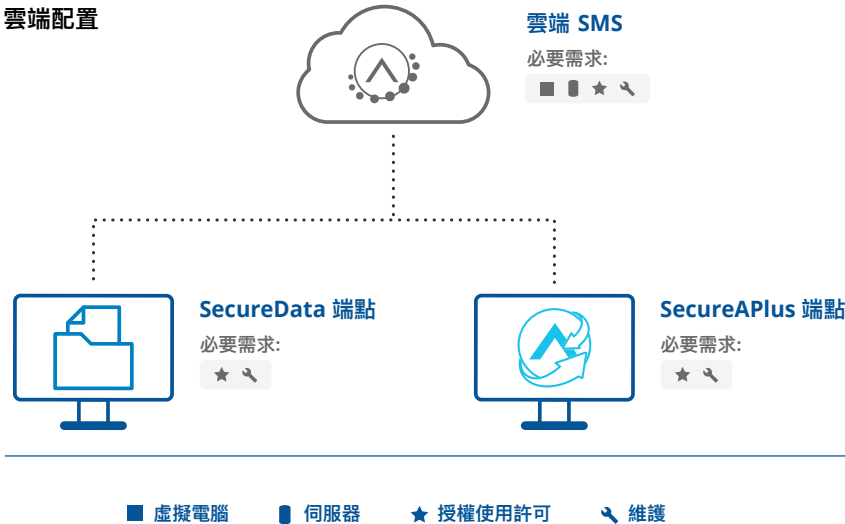 雲端配置
雲端 SMS
必要需求:
SecureData 端點
必要需求:
SecureAPlus 端點
必要需求:
虛擬電腦
伺服器
授權使用許可
維護